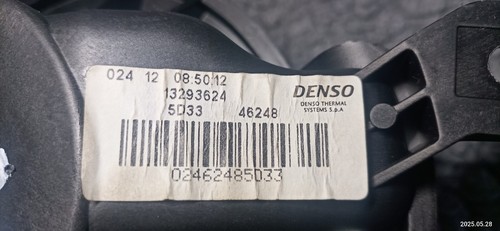 024 12 08:50,12
13293624
5D33 46248
DENSO
DENSO THERMAL
SYSTEMS S.p.A
02462485D33
2025.05.28